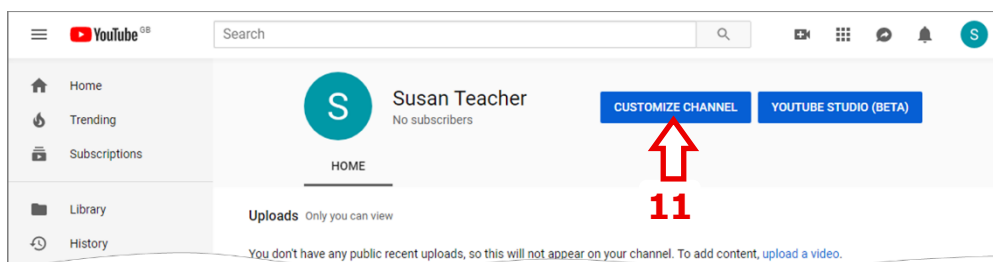 YouTube GB
Search
S
Home
Trending
Subscriptions
Library
History
S
Susan Teacher
No subscribers
CUSTOMIZE CHANNEL
YOUTUBE STUDIO (BETA)
HOME
11
Uploads Only you can view
You don't have any public recent uploads, so this will not appear on your channel. To add content, upload a video.